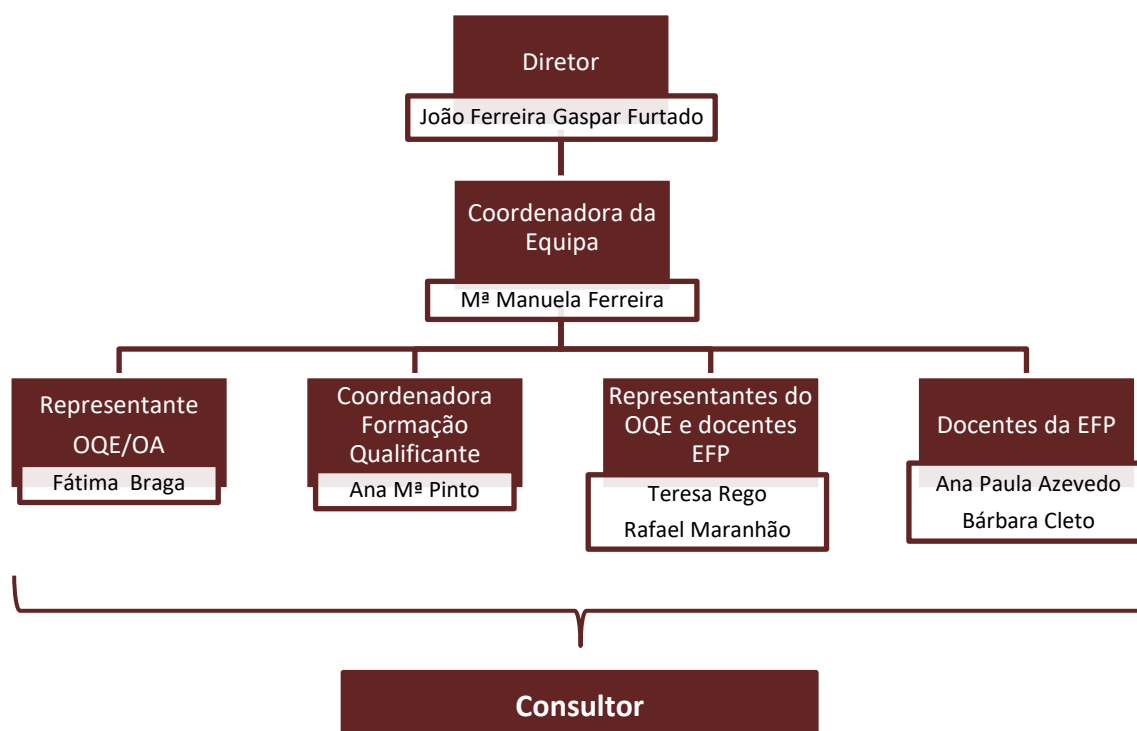 Diretor
João Ferreira Gaspar Furtado
Coordenadora da
Equipa
Mª Manuela Ferreira
Representante
OQE/OA
Fátima Braga
Coordenadora
Formação
Qualificante
Ana Mª Pinto
Representantes do
OQE e docentes
EFP
Teresa Rego
Rafael Maranhão
Docentes da EFP
Ana Paula Azevedo
Bárbara Cleto
Consultor